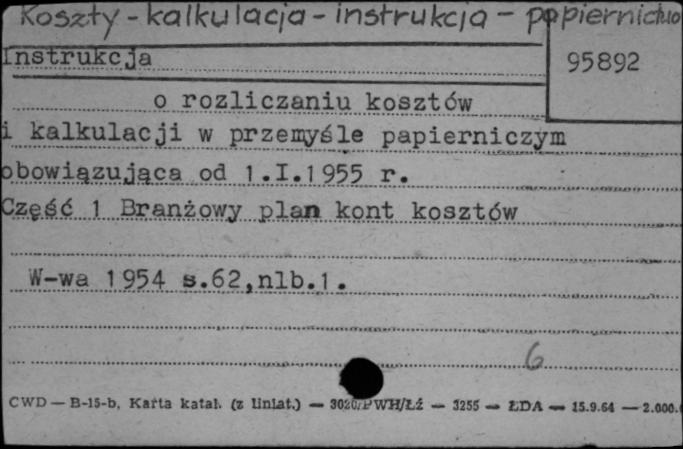 Koszty - kalkulacja - instrukcja - papiernictwo
Instrukcja
95892
o rozliczaniu kosztów
i kalkulacji w przemyśle papierniczym
obowiązująca od 1.I.1955 r.
Część 1 Branżowy plan kont kosztów
W-wa 1954 s.62,nlb.1.
6
CWD — B-15-b, Karta katal. (z liniat.) — 3020/PWH/Łź — 3255 — ŁDA — 15.9.64 — 2.000.